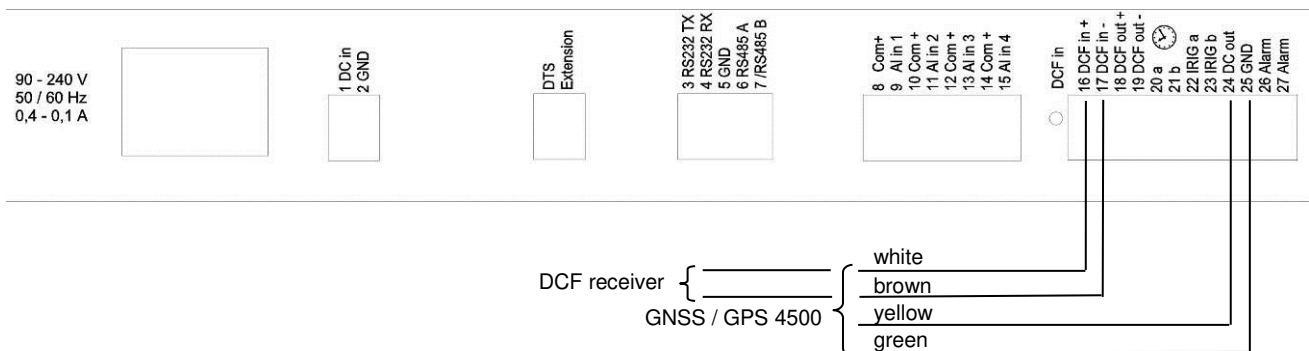 90 - 240 V
50 / 60 Hz
0,4 - 0,1 A
1 DC in
2 GND
DTS
Extension
3 RS232 TX
4 RS232 RX
5 GND
6 RS485 A
7 /RS485 B
8 Com+
9 Al in 1
10 Com +
11 Al in 2
12 Com +
13 Al in 3
14 Com +
15 Al in 4
DCF in
16 DCF in +
17 DCF in -
18 DCF out +
19 DCF out -
20 a
21 b
22 IRIG a
23 IRIG b
24 DC out
25 GND
26 Alarm
27 Alarm
white
DCF receiver
brown
GNSS / GPS 4500
yellow
green